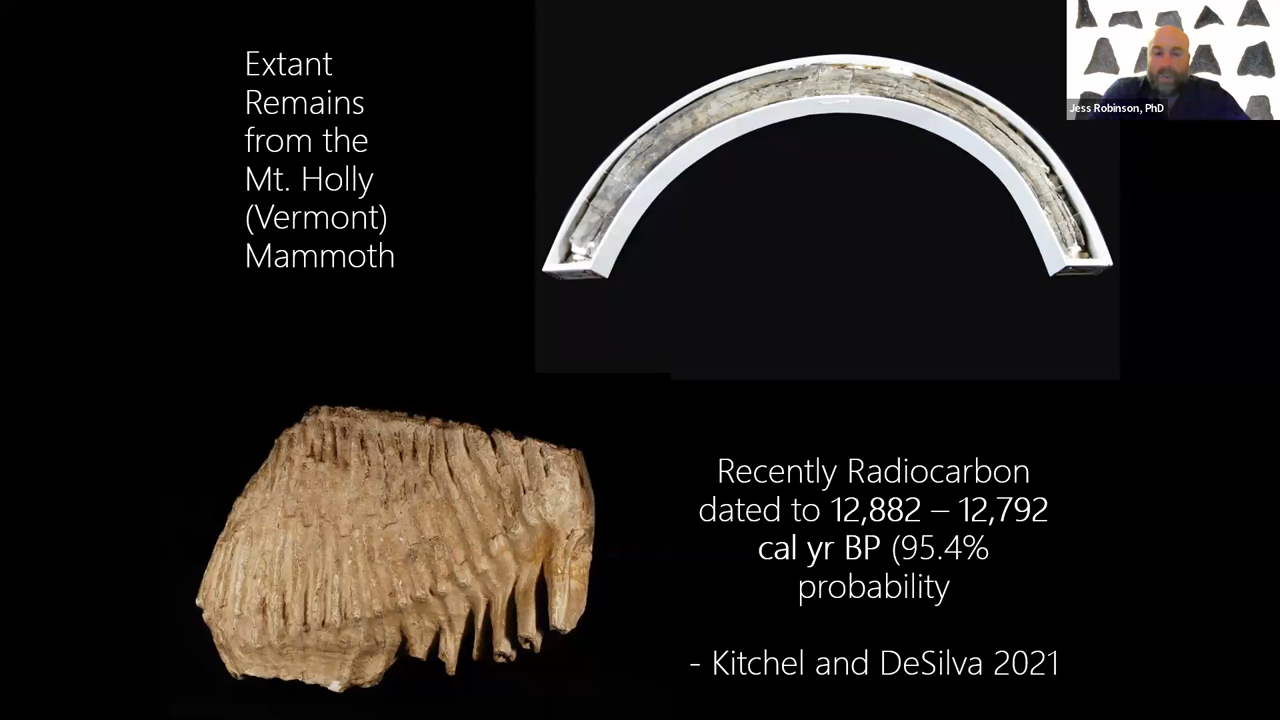 Extant
Remains
from the
Mt. Holly
(Vermont)
Mammoth
Jess Robinson, PhD
Recently Radiocarbon
dated to 12,882 – 12,792
cal yr BP (95.4%
probability
- Kitchel and DeSilva 2021